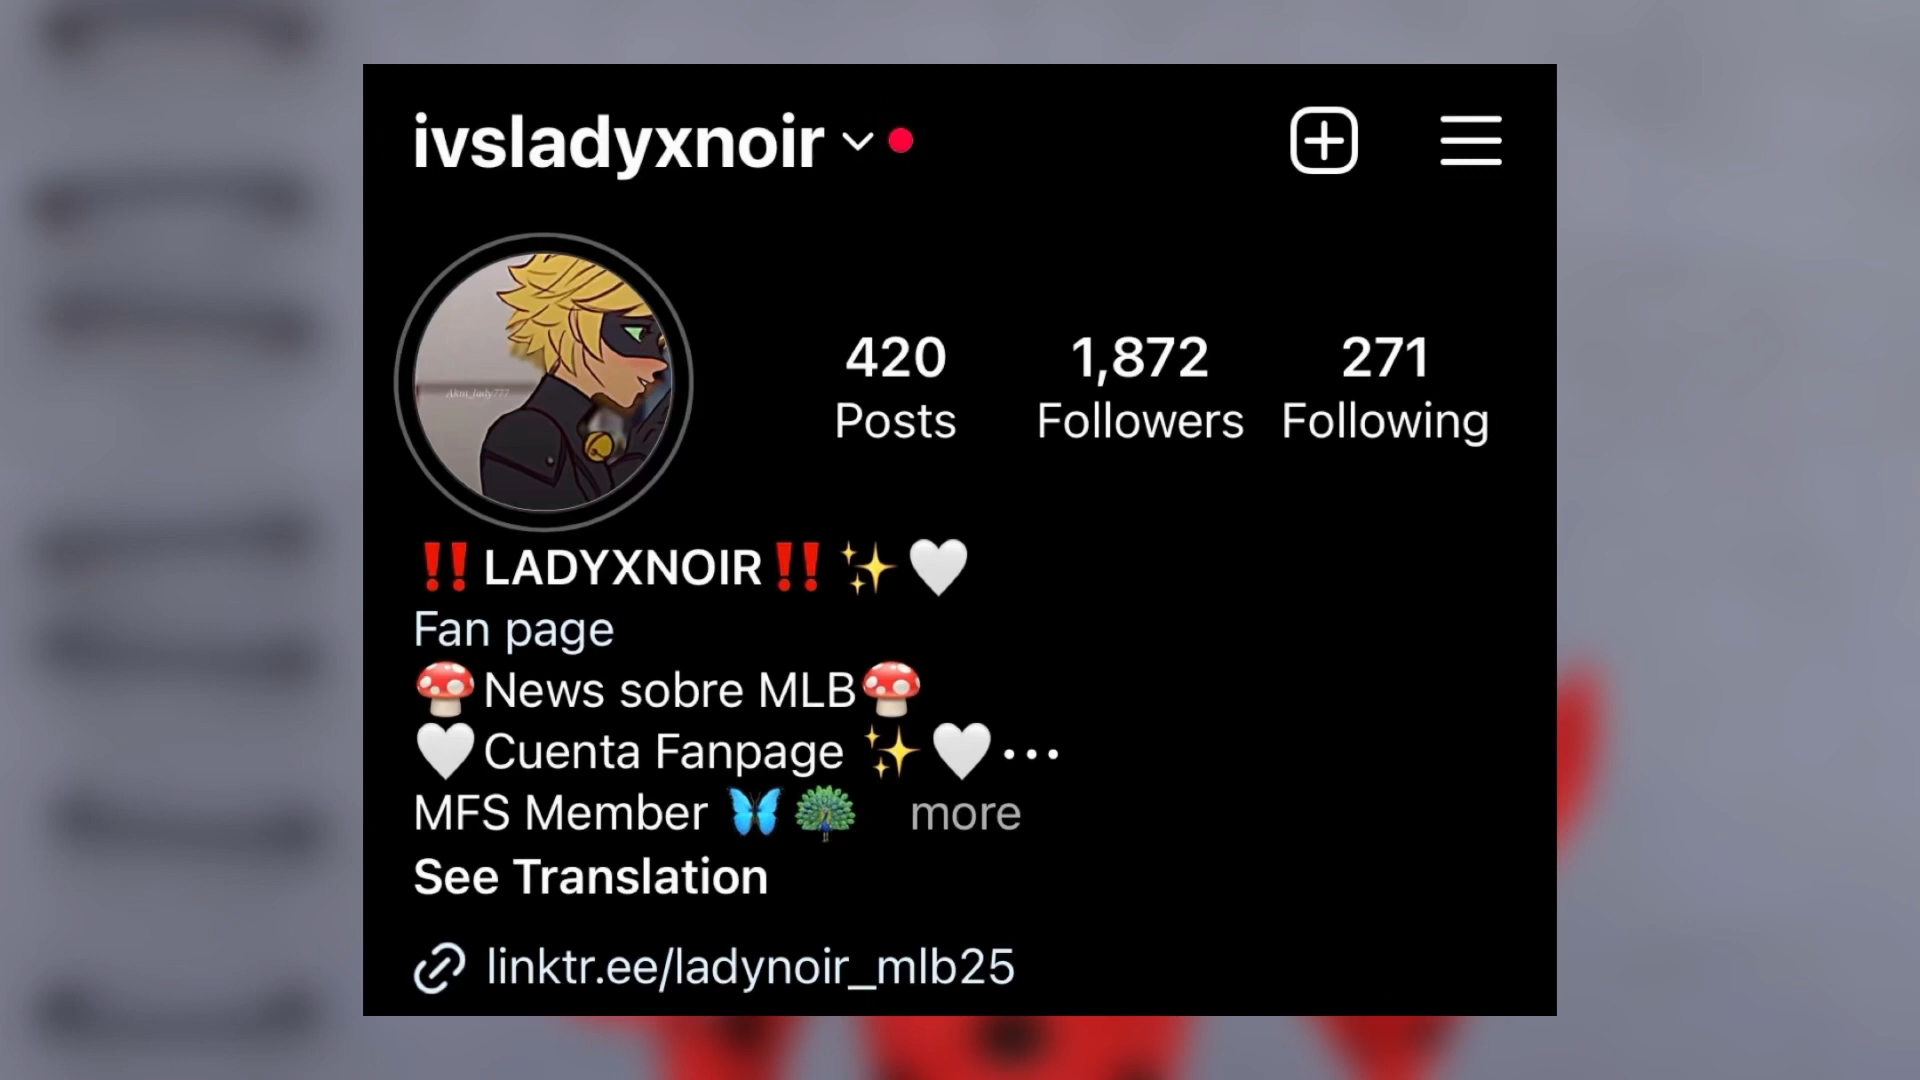 ivsladyxnoir
Akm_lady777
420 1,872 271
Posts Followers Following
‼️LADYXNOIR‼️✨🤍
Fan page
🍄News sobre MLB🍄
🤍Cuenta Fanpage ✨🤍...
MFS Member 🦋🦚 more
See Translation
linktr.ee/ladynoir_mlb25